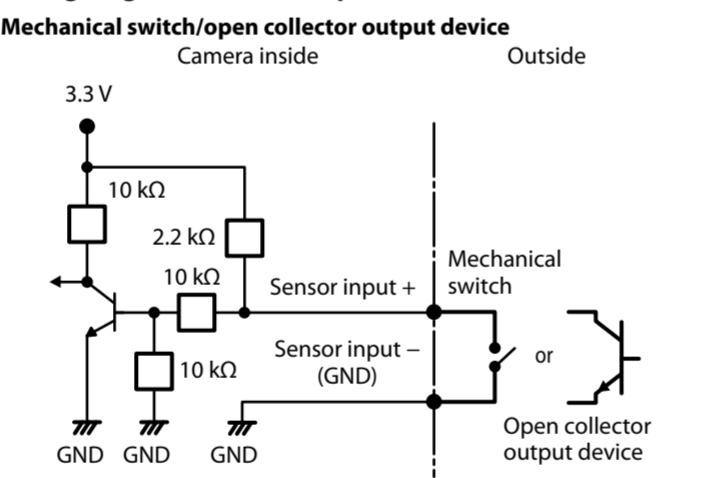 Mechanical switch/open collector output device
Camera inside
Outside
3.3 V
10 kΩ
2.2 kΩ
10 kΩ
Sensor input +
Mechanical
switch
Sensor input –
(GND)
or
10 kΩ
Open collector
output device
GND
GND
GND